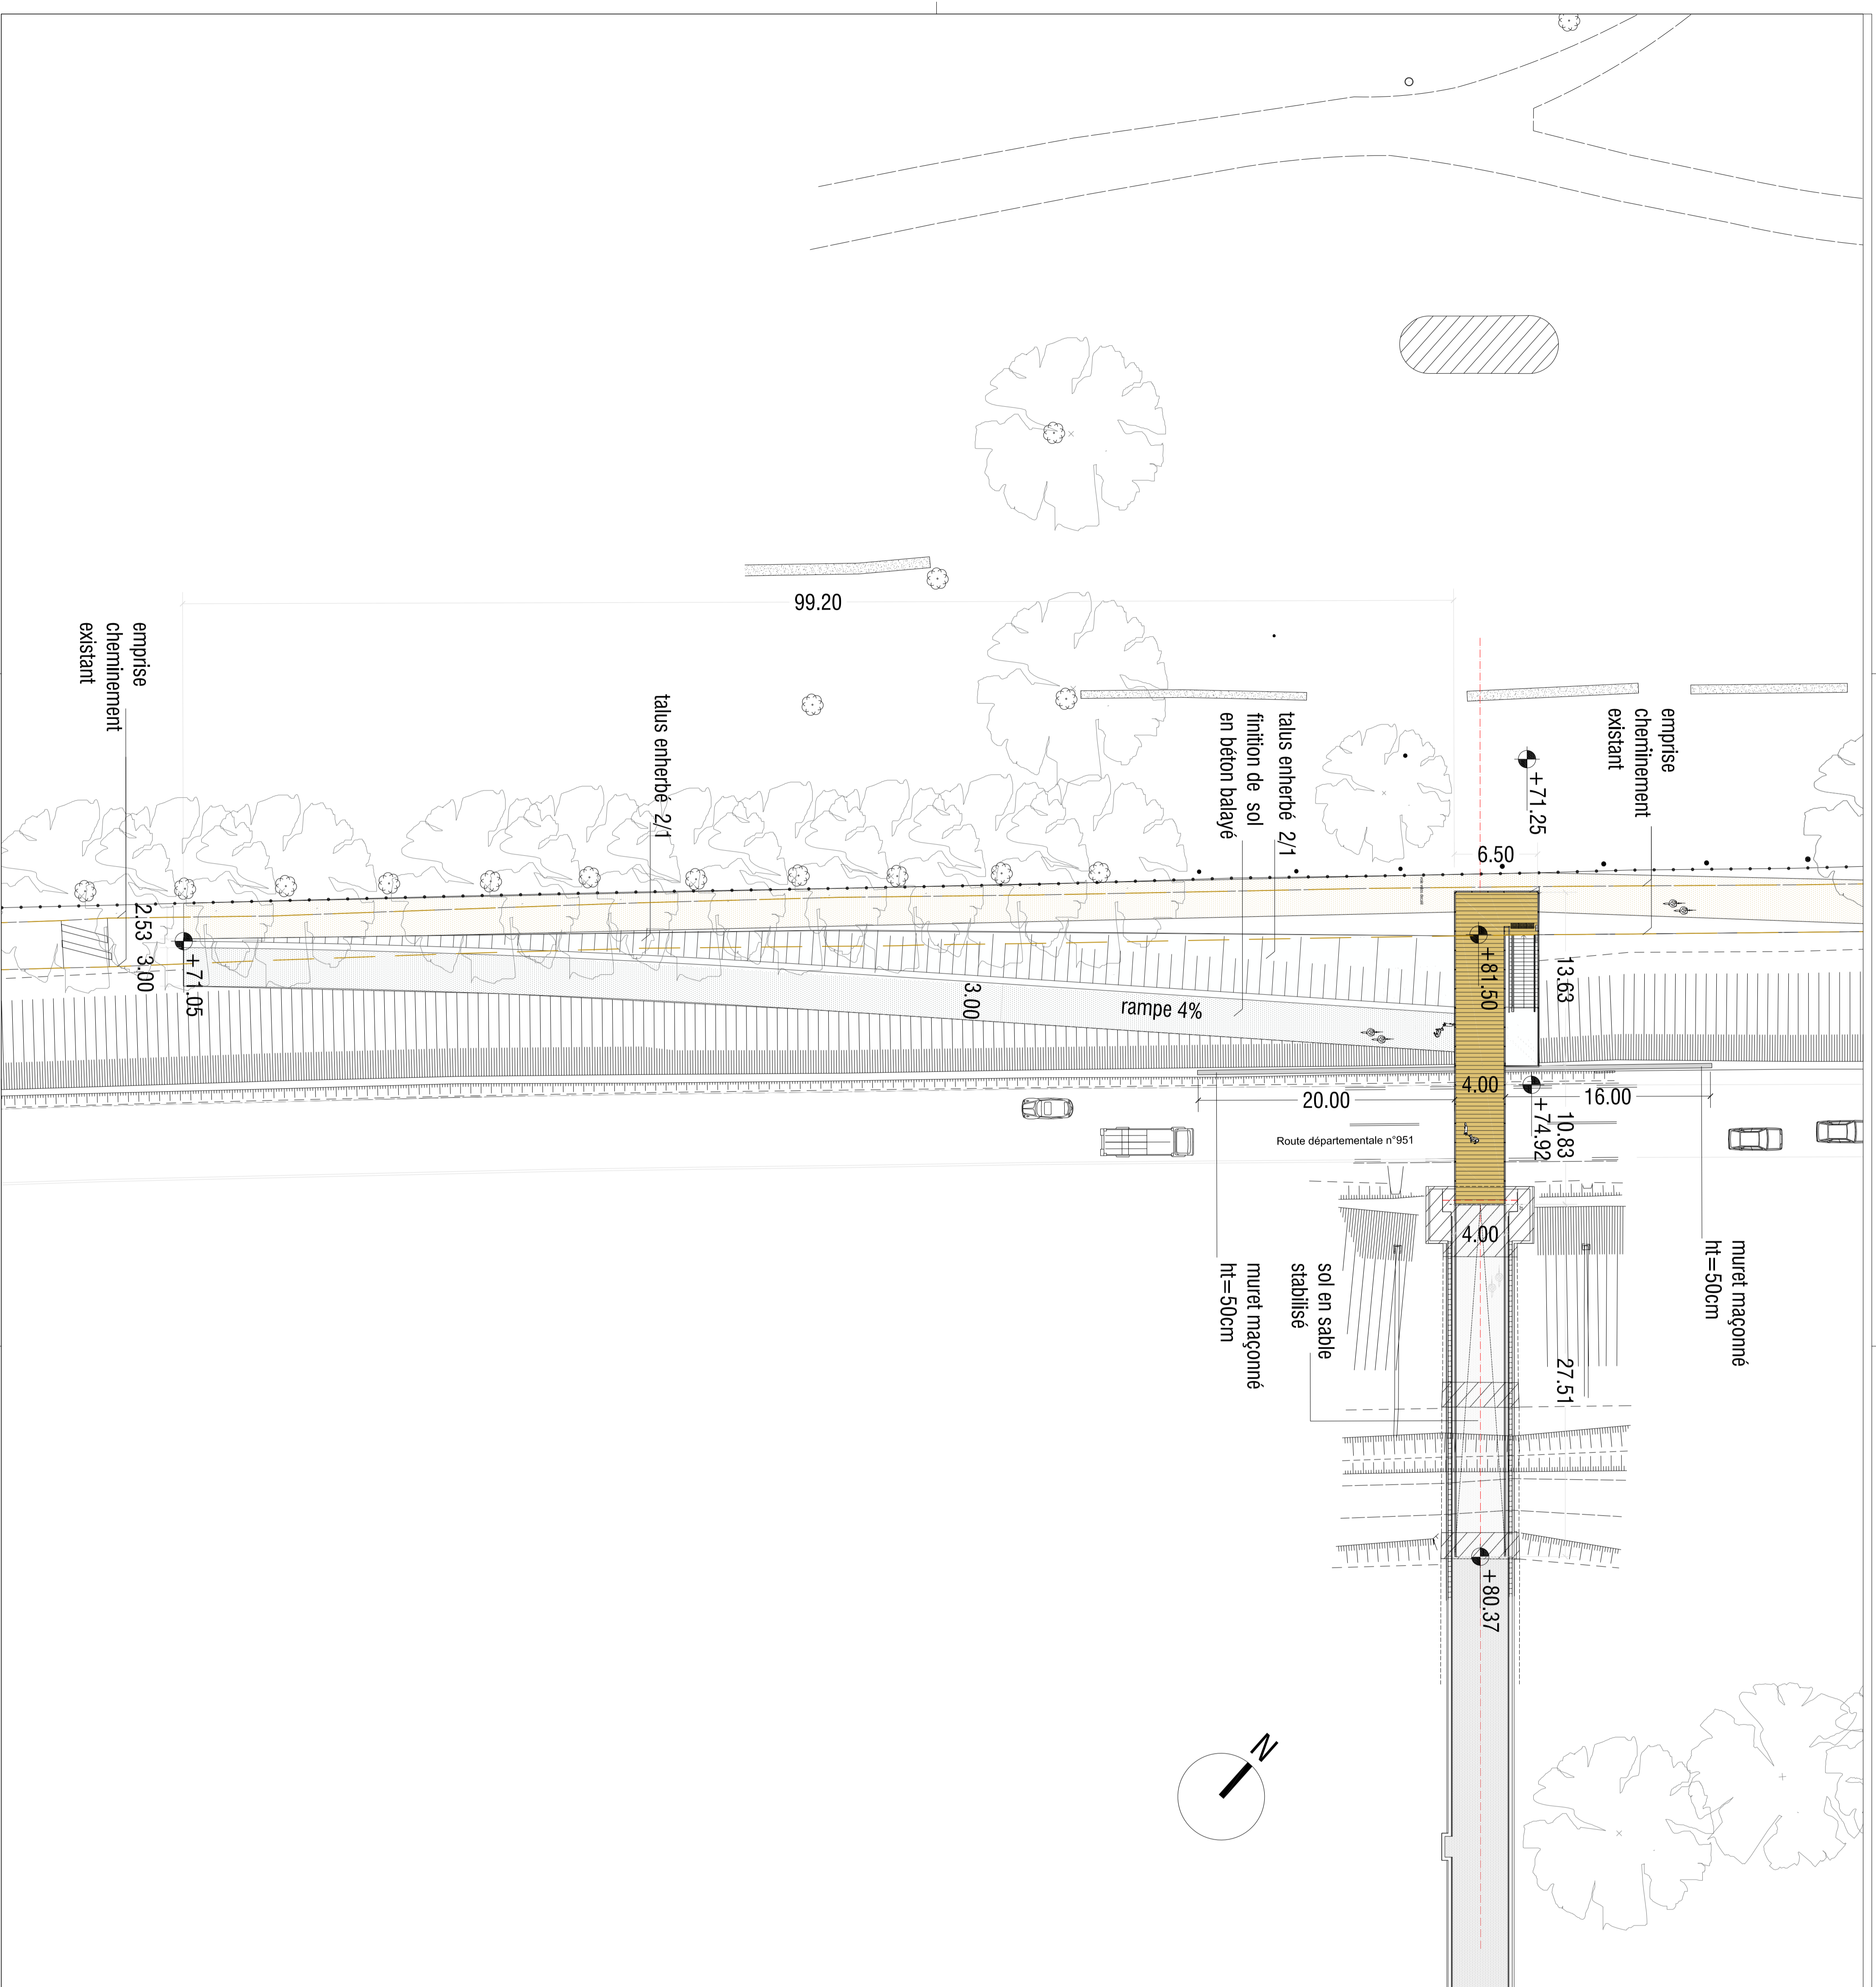 99.20
emprise
cheminement
existant
talus enherbé 2/1
talus enherbé 2/1
finition de sol
en béton balayé
emprise
cheminement
existant
+71.25
6.50
2.53
3.00
+71.05
3.00
rampe 4%
+81.50
13.63
4.00
20.00
16.00
+74.92
10.83
Route départementale n°951
4.00
muret maçonné
ht=50cm
sol en sable
stabilisé
muret maçonné
ht=50cm
27.51
+80.37
N